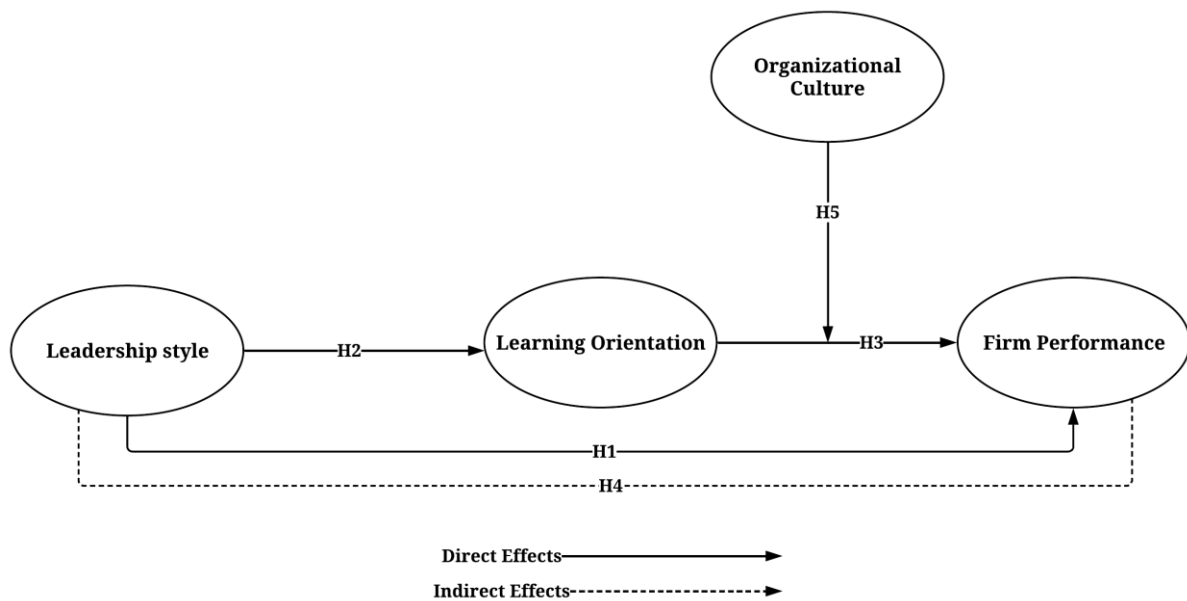 Organizational
Culture
H5
Leadership style
H2
Learning Orientation
H3
Firm Performance
H1
H4
Direct Effects
Indirect Effects